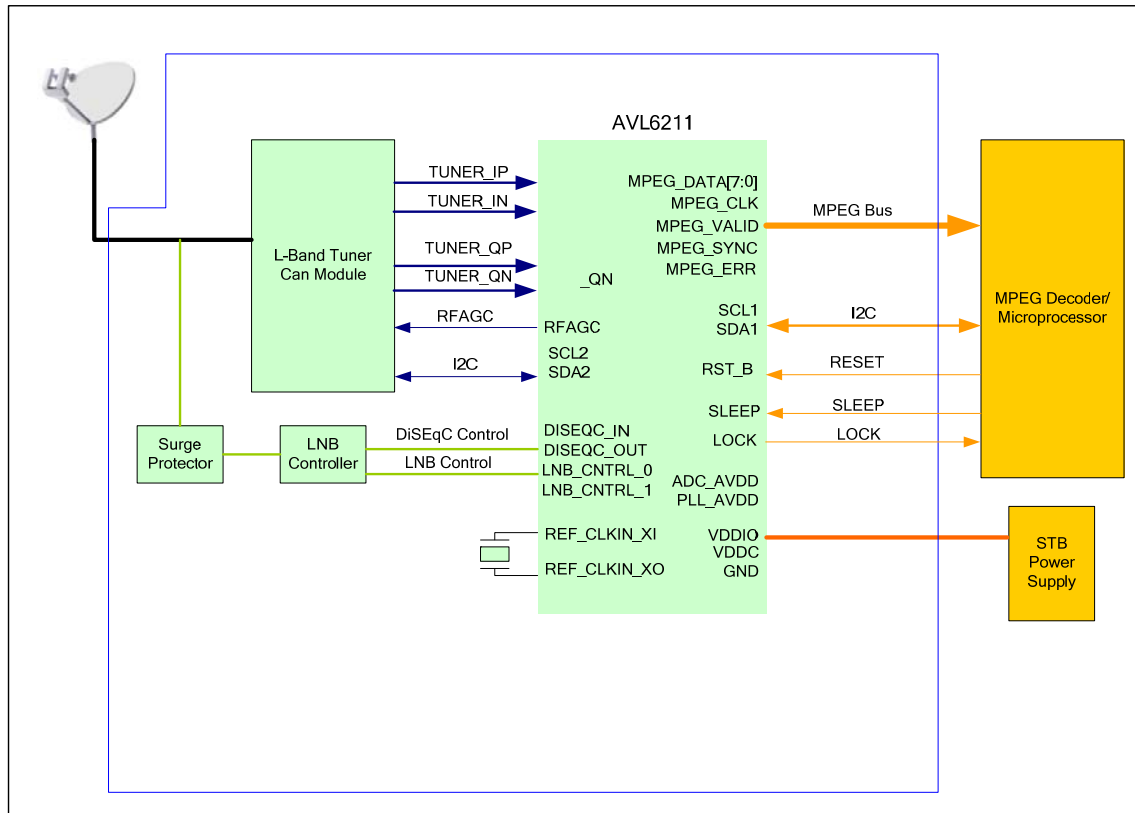 AVL6211
L-Band Tuner
Can Module
TUNER_IP
TUNER_IN
TUNER_QP
TUNER_QN
RFAGC
I2C
_QN
RFAGC
SCL2
SDA2
DISEQC_IN
DISEQC_OUT
LNB_CNTRL_0
LNB_CNTRL_1
REF_CLKIN_XI
REF_CLKIN_XO
MPEG_DATA[7:0]
MPEG_CLK
MPEG_VALID
MPEG_SYNC
MPEG_ERR
SCL1
SDA1
RST_B
SLEEP
LOCK
ADC_AVDD
PLL_AVDD
VDDIO
VDDC
GND
MPEG Bus
I2C
RESET
SLEEP
LOCK
MPEG Decoder/
Microprocessor
Surge
Protector
LNB
Controller
DiSEqC Control
LNB Control
STB
Power
Supply